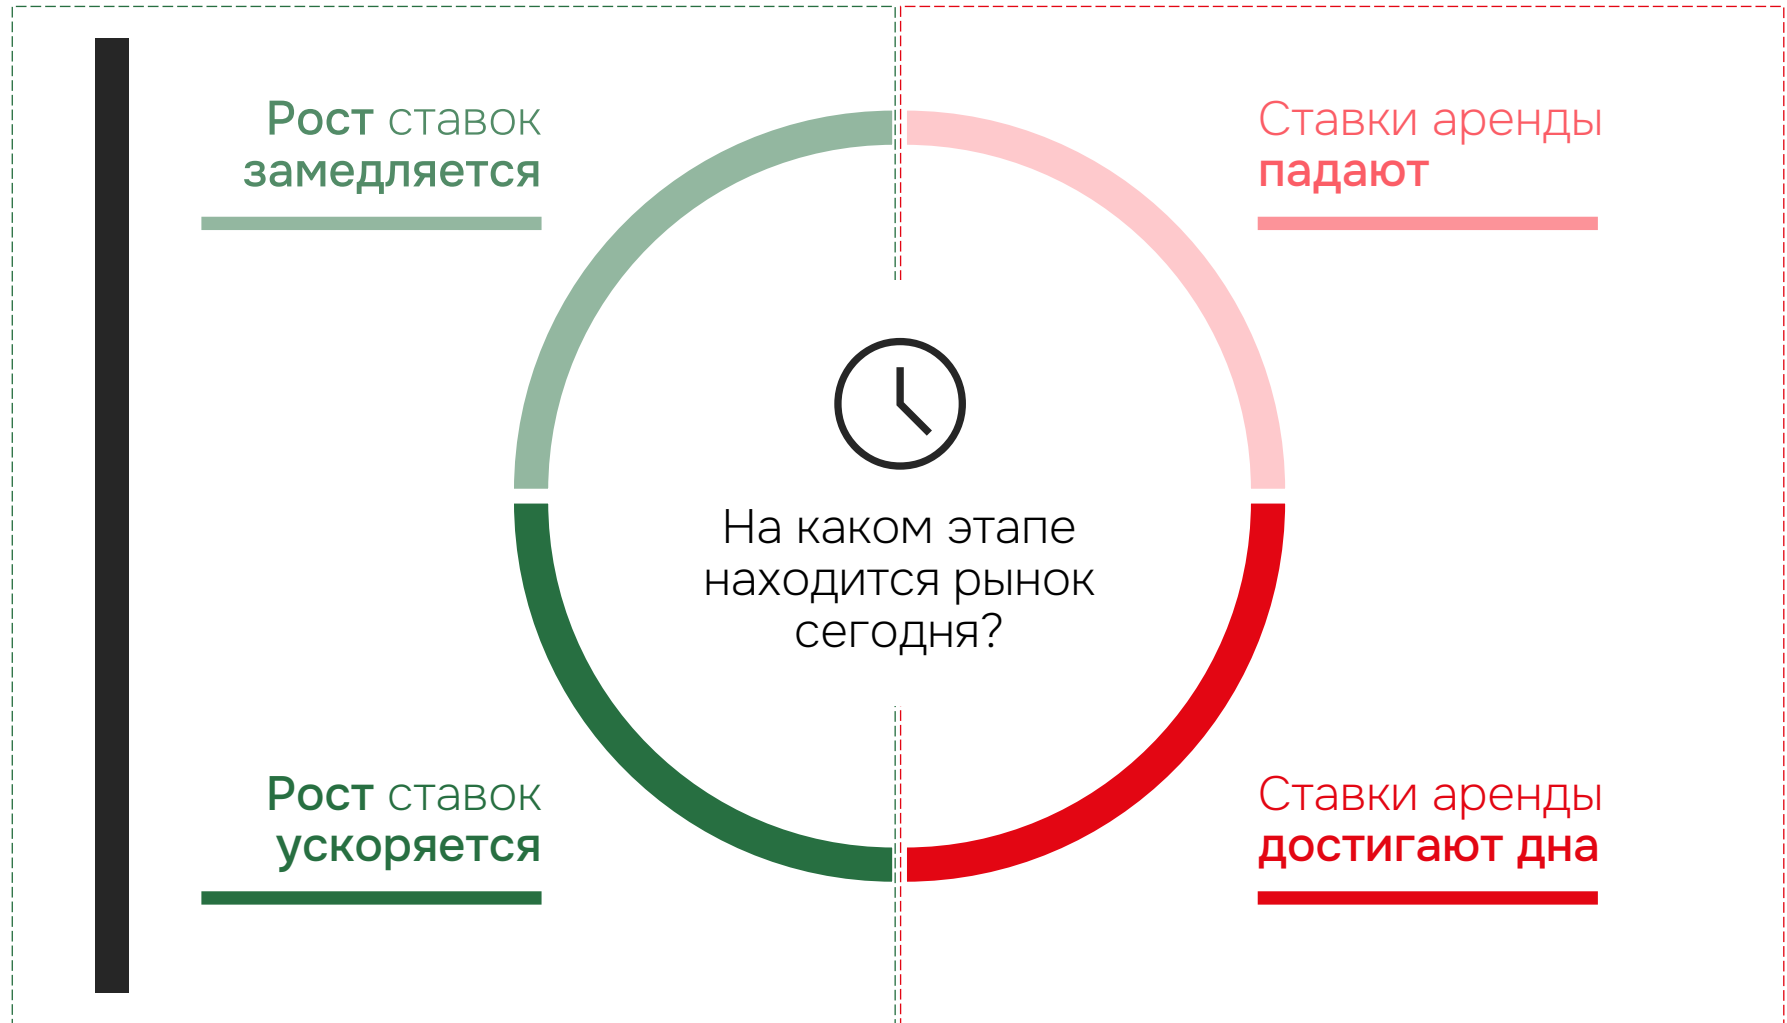 Рост ставок
замедляется
Ставки аренды
падают
На каком этапе
находится рынок
сегодня?
Рост ставок
ускоряется
Ставки аренды
достигают дна